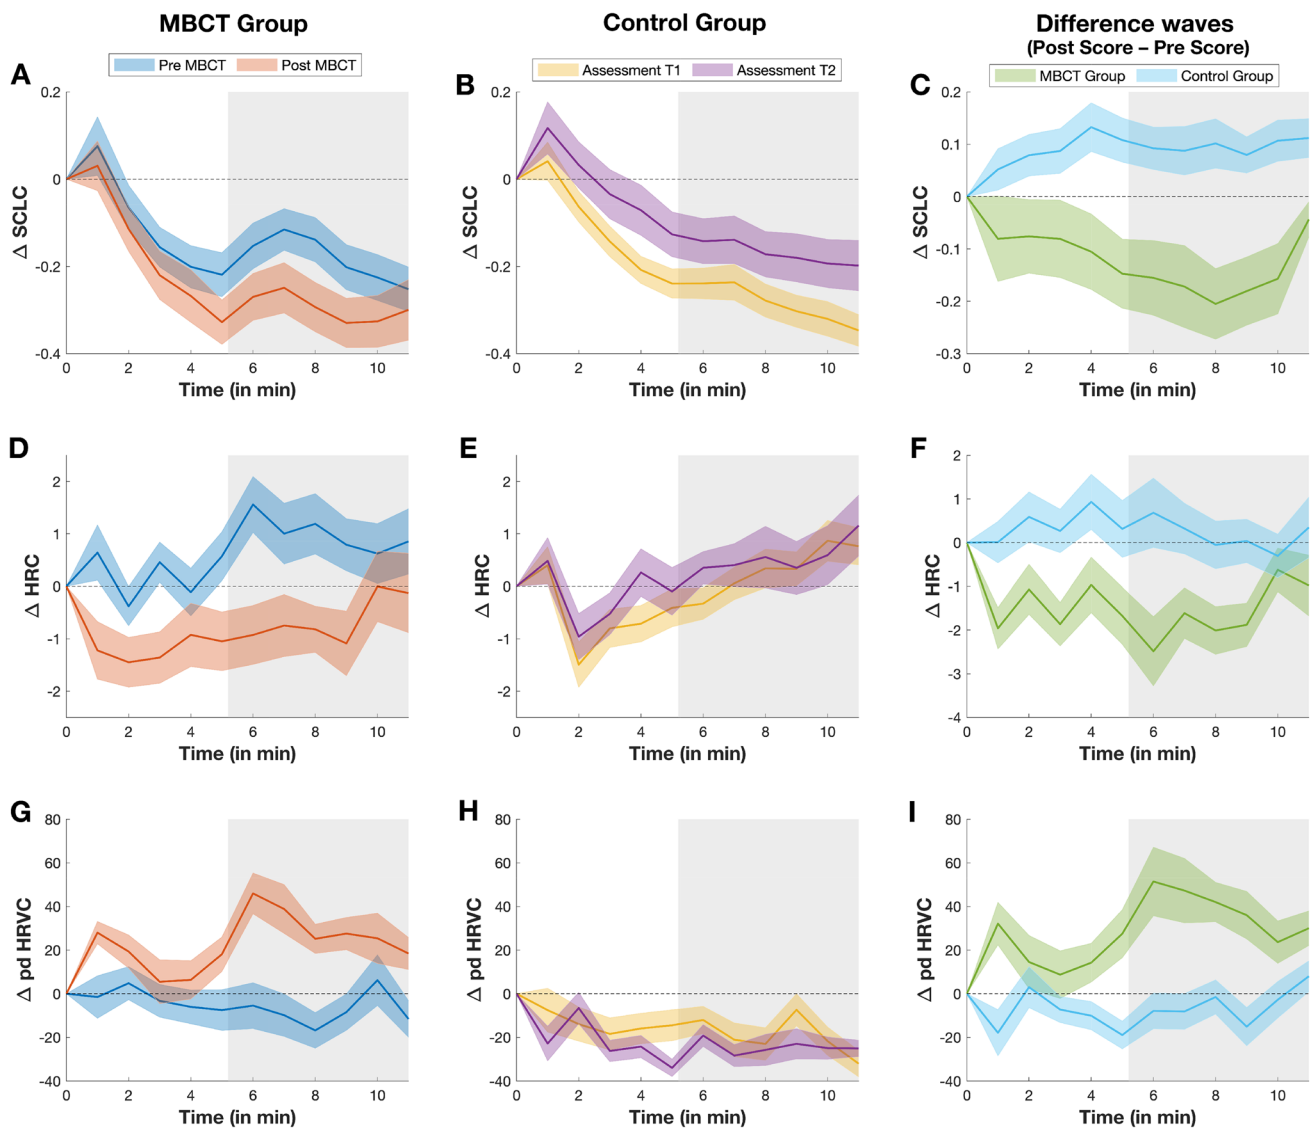 MBCT Group
Control Group
Difference waves
(Post Score – Pre Score)
Pre MBCT Post MBCT
Assessment T1 Assessment T2
MBCT Group Control Group
A
0.2
0
-0.2
-0.4
Δ SCLC
0 2 4 6 8 10
Time (in min)
B
0.2
0
-0.2
-0.4
Δ SCLC
0 2 4 6 8 10
Time (in min)
C
0.2
0.1
0
-0.1
-0.2
-0.3
Δ SCLC
0 2 4 6 8 10
Time (in min)
D
2
1
0
-1
-2
Δ HRC
0 2 4 6 8 10
Time (in min)
E
2
1
0
-1
-2
Δ HRC
0 2 4 6 8 10
Time (in min)
F
2
1
0
-1
-2
-3
-4
Δ HRC
0 2 4 6 8 10
Time (in min)
G
80
60
40
20
0
-20
-40
Δ pd HRVC
0 2 4 6 8 10
Time (in min)
H
80
60
40
20
0
-20
-40
Δ pd HRVC
0 2 4 6 8 10
Time (in min)
I
80
60
40
20
0
-20
-40
Δ pd HRVC
0 2 4 6 8 10
Time (in min)